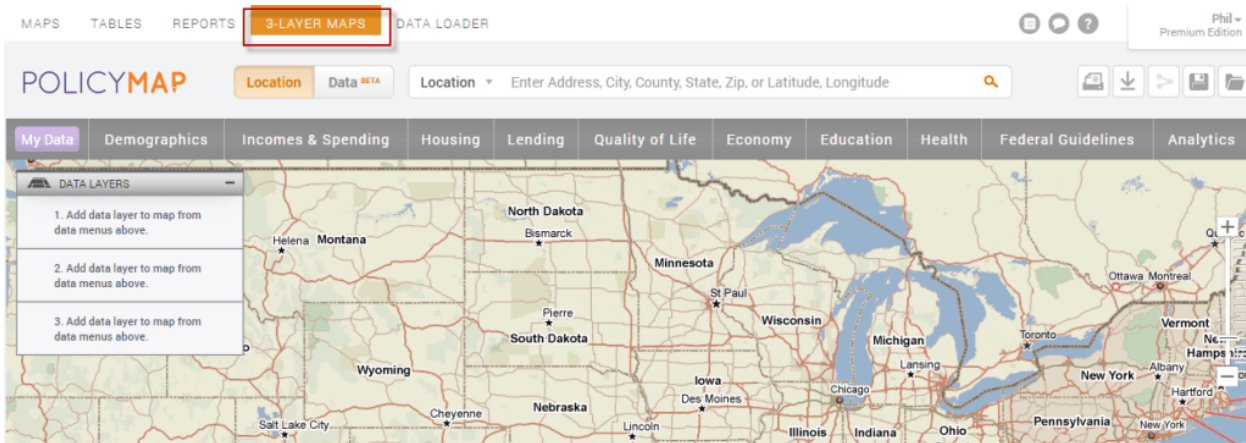 MAPS TABLES REPORTS 3-LAYER MAPS DATA LOADER
Phil
Premium Edition
POLICYMAP
Location Data BETA
Location Enter Address, City, County, State, Zip, or Latitude, Longitude
My Data Demographics Incomes & Spending Housing Lending Quality of Life Economy Education Health Federal Guidelines Analytics
DATA LAYERS
1. Add data layer to map from
data menus above.
2. Add data layer to map from
data menus above.
3. Add data layer to map from
data menus above.
North Dakota
Bismarck
Helena Montana
Minnesota
Ottawa Montreal
St Paul
Pierre
South Dakota
Wisconsin
Michigan
Toronto
Vermont
Lansing
Albany
Wyoming
Iowa
New York
Des Moines
Chicago
Hartford
Cheyenne
Nebraska
Salt Lake City
Lincoln
Illinois Indiana Ohio
Pennsylvania
New York